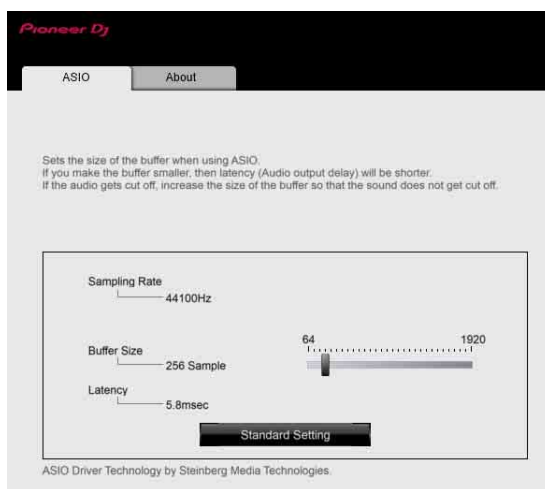 Pioneer Dj
ASIO About
Sets the size of the buffer when using ASIO.
If you make the buffer smaller, then latency (Audio output delay) will be shorter.
If the audio gets cut off, increase the size of the buffer so that the sound does not get cut off.
Sampling Rate
44100Hz
64 1920
Buffer Size
256 Sample
Latency
5.8msec
Standard Setting
ASIO Driver Technology by Steinberg Media Technologies.